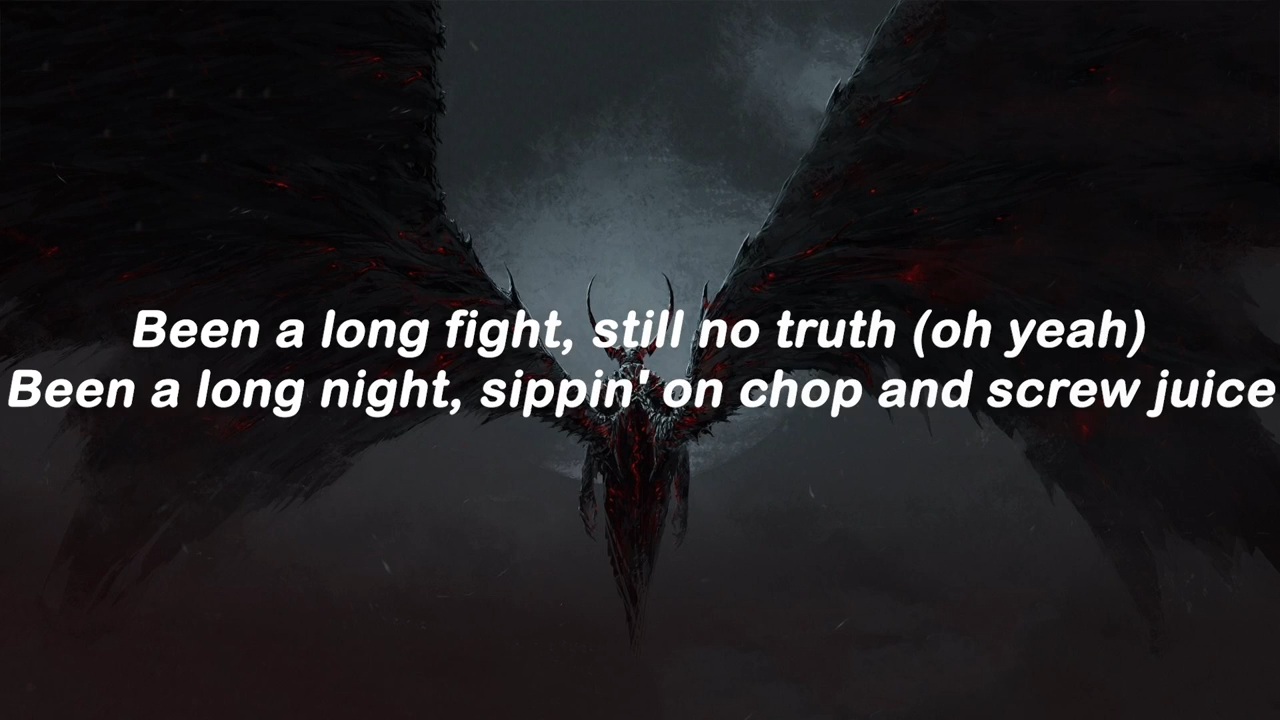 Been a long fight, still no truth (oh yeah)
Been a long night, sippin' on chop and screw juice